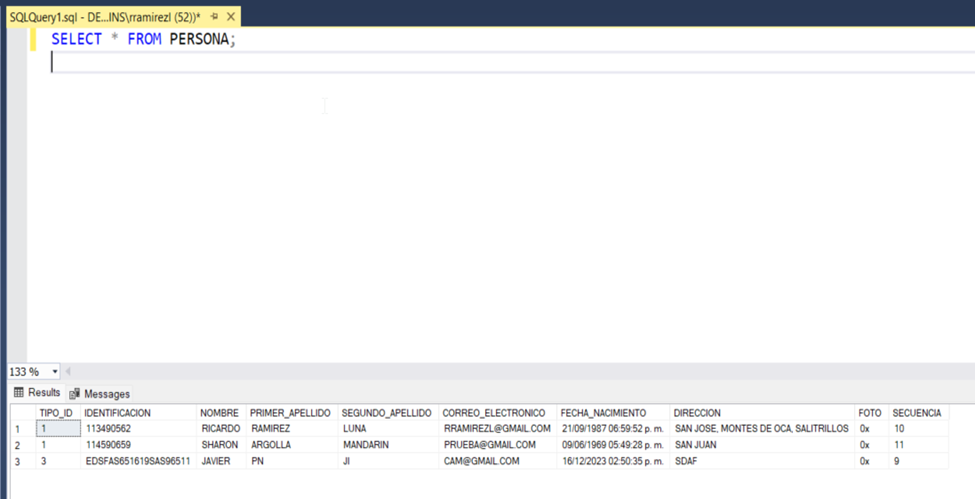 SQLQuery1.sql - DE...INS\rramirezl (52))*
SELECT * FROM PERSONA;
133 %
Results Messages
TIPO_ID IDENTIFICACION NOMBRE PRIMER_APELLIDO SEGUNDO_APELLIDO CORREO_ELECTRONICO FECHA_NACIMIENTO DIRECCION FOTO SECUENCIA
1 1 113490562 RICARDO RAMIREZ LUNA RRAMIREZL@GMAIL.COM 21/09/1987 06:59:52 p. m. SAN JOSE, MONTES DE OCA, SALITRILLOS 0x 10
2 1 114590659 SHARON ARGOLLA MANDARIN PRUEBA@GMAIL.COM 09/06/1969 05:49:28 p. m. SAN JUAN 0x 11
3 3 EDSFAS651619SAS96511 JAVIER PN JI CAM@GMAIL.COM 16/12/2023 02:50:35 p. m. SDAF 0x 9